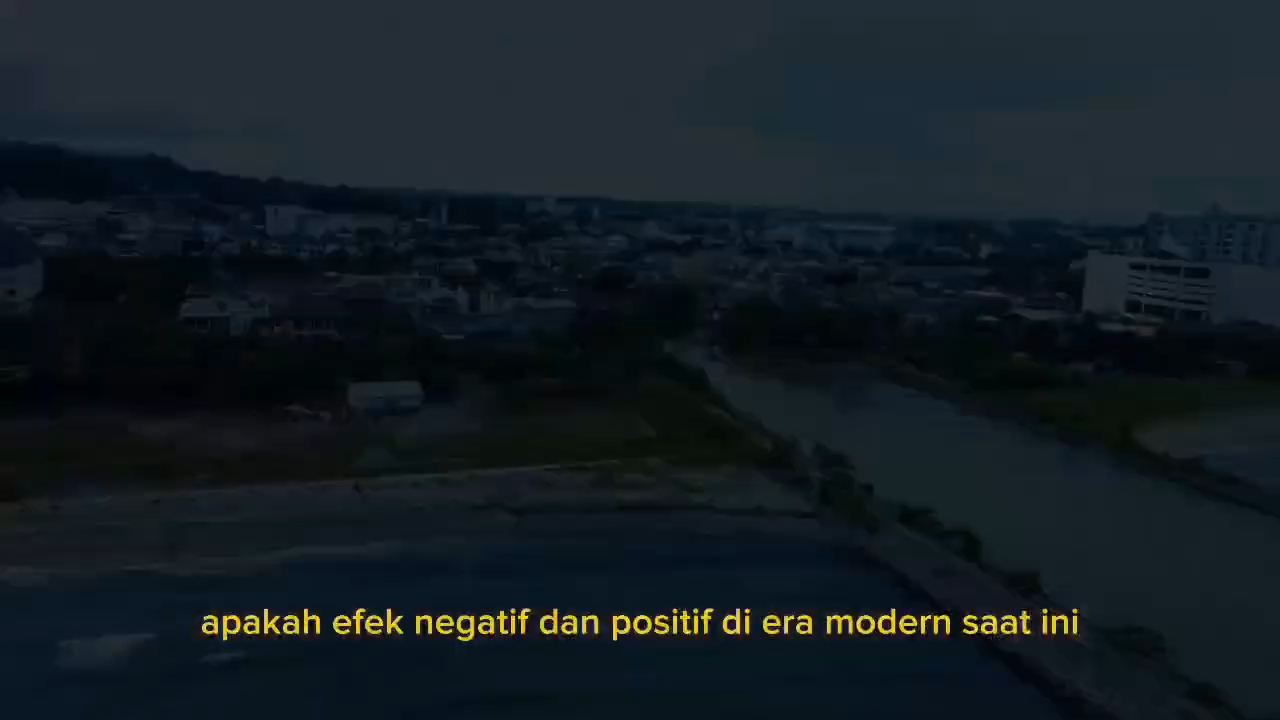 apakah efek negatif dan positif di era modern saat ini